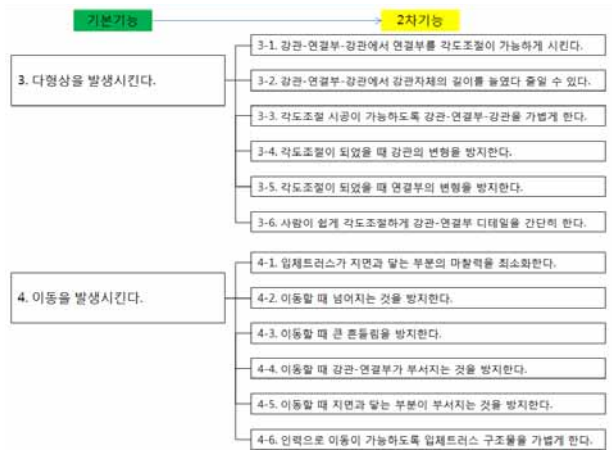 기본기능
2차기능
3. 다형상을 발생시킨다.
3-1. 강관-연결부-강관에서 연결부를 각도조절이 가능하게 시킨다.
3-2. 강관-연결부-강관에서 강관자체의 길이를 늘였다 줄일 수 있다.
3-3. 각도조절 시공이 가능하도록 강관-연결부-강관을 가볍게 한다.
3-4. 각도조절이 되었을 때 강관의 변형을 방지한다.
3-5. 각도조절이 되었을 때 연결부의 변형을 방지한다.
3-6. 사람이 쉽게 각도조절하게 강관-연결부 디테일을 간단히 한다.
4. 이동을 발생시킨다.
4-1. 입체트러스가 지면과 닿는 부분의 마찰력을 최소화한다.
4-2. 이동할 때 넘어지는 것을 방지한다.
4-3. 이동할 때 큰 흔들림을 방지한다.
4-4. 이동할 때 강관-연결부가 부서지는 것을 방지한다.
4-5. 이동할 때 지면과 닿는 부분이 부서지는 것을 방지한다.
4-6. 인력으로 이동이 가능하도록 입체트러스 구조물을 가볍게 한다.